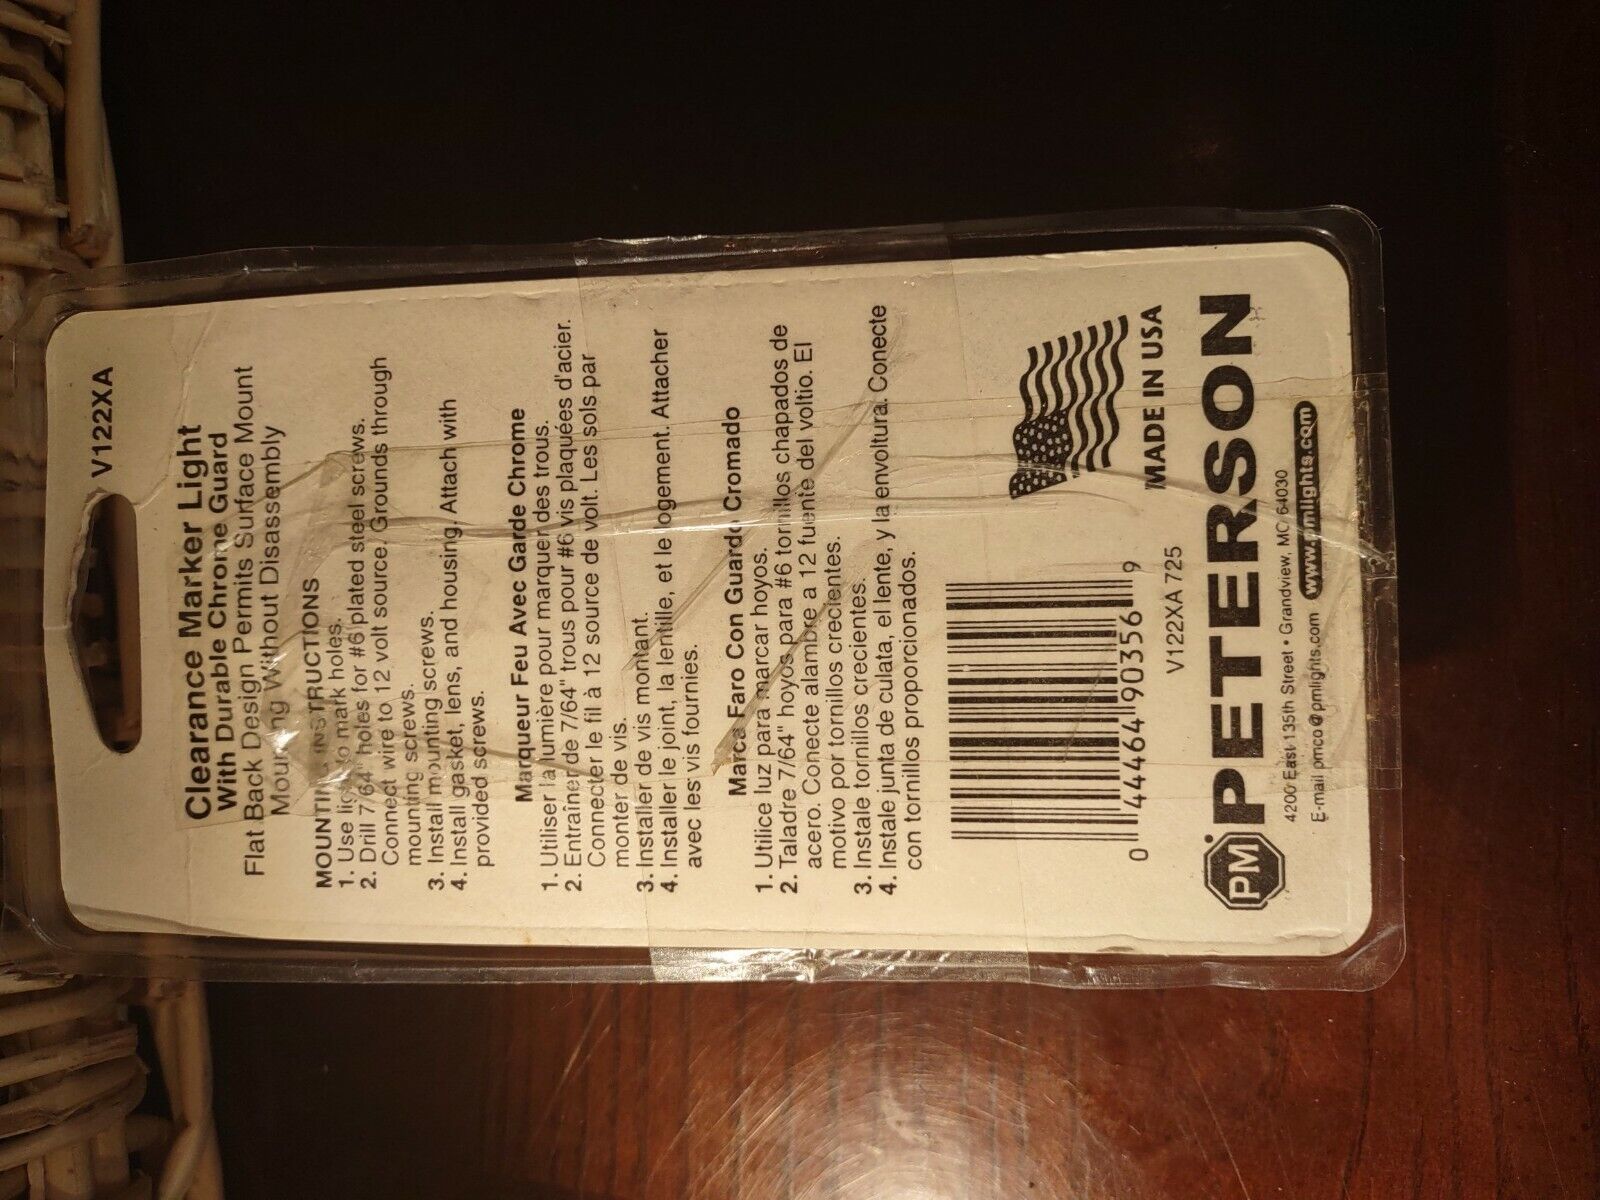 V122XA
Clearance Marker Light
With Durable Chrome Guard
Flat Back Design Permits Surface Mount
Mounting Without Disassembly
MOUNTING INSTRUCTIONS
1. Use light to mark holes.
2. Drill 7/64" holes for #6 plated steel screws.
Connect wire to 12 volt source. Grounds through
mounting screws.
3. Install mounting screws.
4. Install gasket, lens, and housing. Attach with
provided screws.
Marqueur Feu Avec Garde Chrome
1. Utiliser la lumière pour marquer des trous.
2. Entraîner de 7/64" trous pour #6 vis plaquées d'acier.
Connecter le fil à 12 source de volt. Les sols par
monter de vis.
3. Installer de vis montant.
4. Installer le joint, la lentille, et le logement. Attacher
avec les vis fournies.
Marca Faro Con Guardo Cromado
1. Utilice luz para marcar hoyos.
2. Taladre 7/64" hoyos para #6 tornillos chapados de
acero. Conecte alambre a 12 fuente del voltio. El
motivo por tornillos crecientes.
3. Instale tornillos crecientes.
4. Instale junta de culata, el lente, y la envoltura. Conecte
con tornillos proporcionados.
0 44464 90356 9
MADE IN USA
V122XA 725
PM PETERSON
4200 East 135th Street • Grandview, MO 64030
E-mail pmco@pmlights.com www.pmlights.com